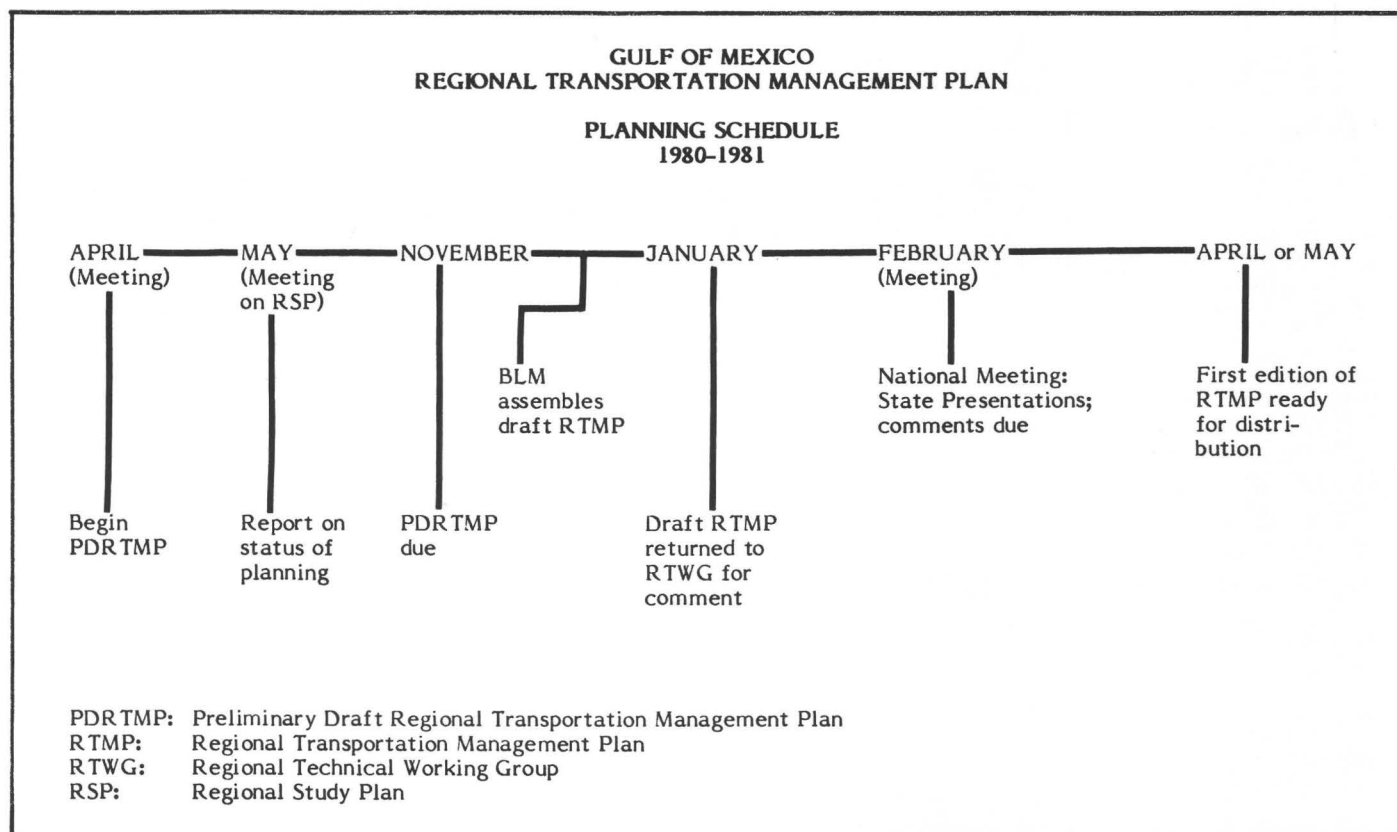 GULF OF MEXICO
REGIONAL TRANSPORTATION MANAGEMENT PLAN
PLANNING SCHEDULE
1980-1981
APRIL
(Meeting)
MAY
(Meeting
on RSP)
NOVEMBER
JANUARY
FEBRUARY
(Meeting)
APRIL or MAY
BLM
assembles
draft RTMP
National Meeting:
State Presentations;
comments due
First edition of
RTMP ready
for distri-
bution
Begin
PDRTMP
Report on
status of
planning
PDRTMP
due
Draft RTMP
returned to
RTWG for
comment
PDRTMP: Preliminary Draft Regional Transportation Management Plan
RTMP: Regional Transportation Management Plan
RTWG: Regional Technical Working Group
RSP: Regional Study Plan